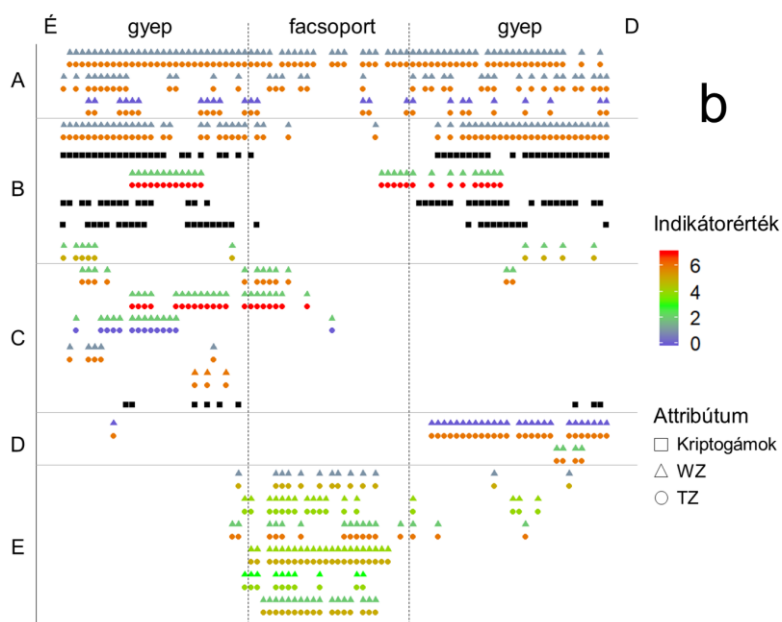 É gyep facsoport gyep D
A
b
B
Indikátorérték
6
4
2
0
C
Attribútum
Kriptogámok
D
WZ
TZ
E